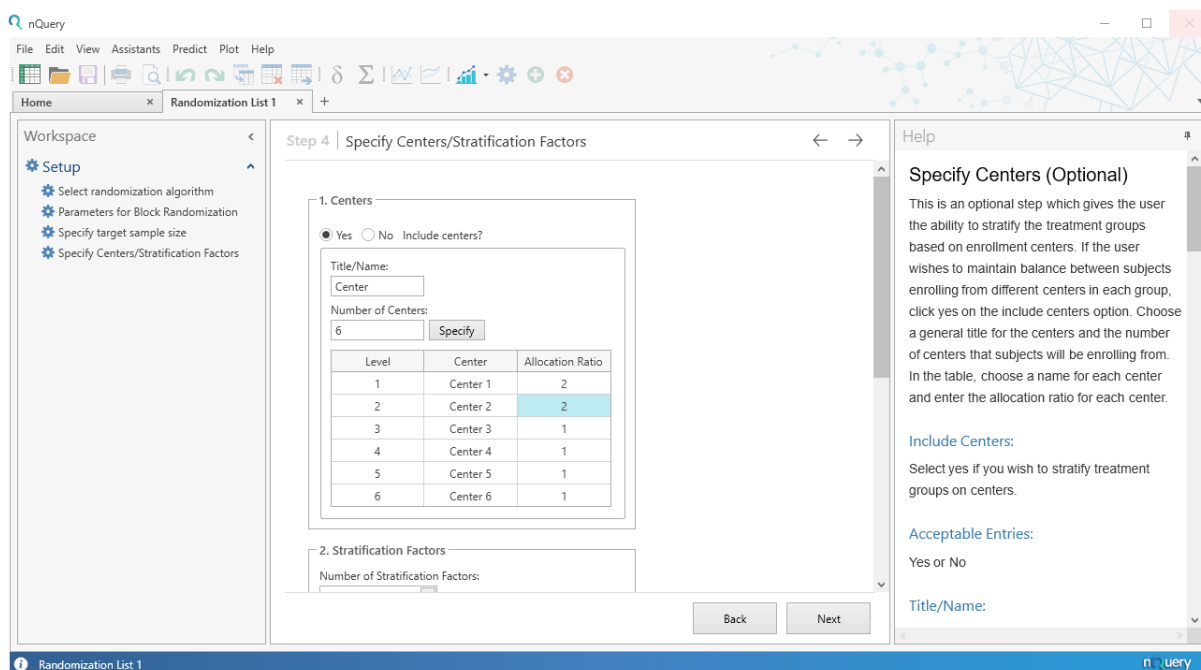 nQuery
File Edit View Assistants Predict Plot Help
Home Randomization List 1
Workspace
Setup
Select randomization algorithm
Parameters for Block Randomization
Specify target sample size
Specify Centers/Stratification Factors
Step 4 Specify Centers/Stratification Factors
1. Centers
Yes No Include centers?
Title/Name:
Center
Number of Centers:
6 Specify
Level Center Allocation Ratio
1 Center 1 2
2 Center 2 2
3 Center 3 1
4 Center 4 1
5 Center 5 1
6 Center 6 1
2. Stratification Factors
Number of Stratification Factors:
Back Next
Help
Specify Centers (Optional)
This is an optional step which gives the user
the ability to stratify the treatment groups
based on enrollment centers. If the user
wishes to maintain balance between subjects
enrolling from different centers in each group,
click yes on the include centers option. Choose
a general title for the centers and the number
of centers that subjects will be enrolling from.
In the table, choose a name for each center
and enter the allocation ratio for each center.
Include Centers:
Select yes if you wish to stratify treatment
groups on centers.
Acceptable Entries:
Yes or No
Title/Name:
Randomization List 1
nQuery